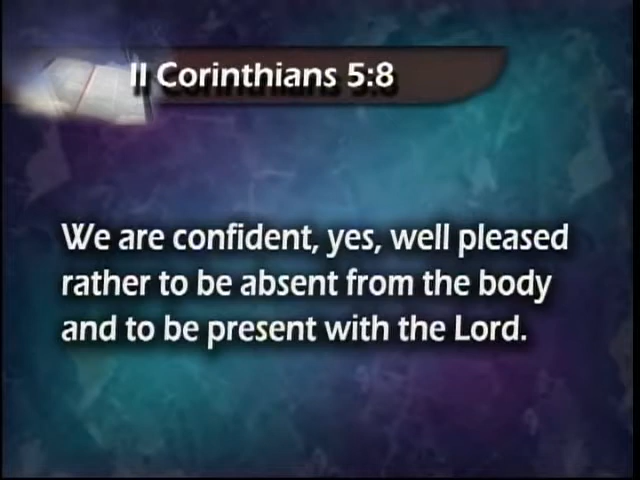 II Corinthians 5:8
We are confident, yes, well pleased
rather to be absent from the body
and to be present with the Lord.